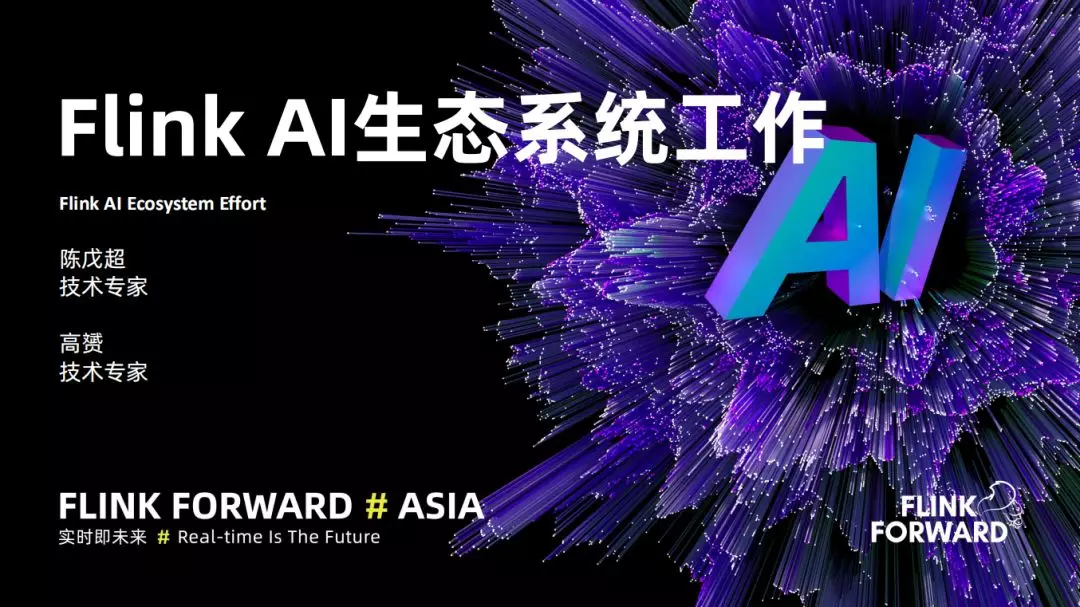 Flink AI生态系统工作
AI
Flink AI Ecosystem Effort
陈戊超
技术专家
高赟
技术专家
FLINK FORWARD # ASIA
实时即未来 # Real-time Is The Future
FLINK
FORWARD